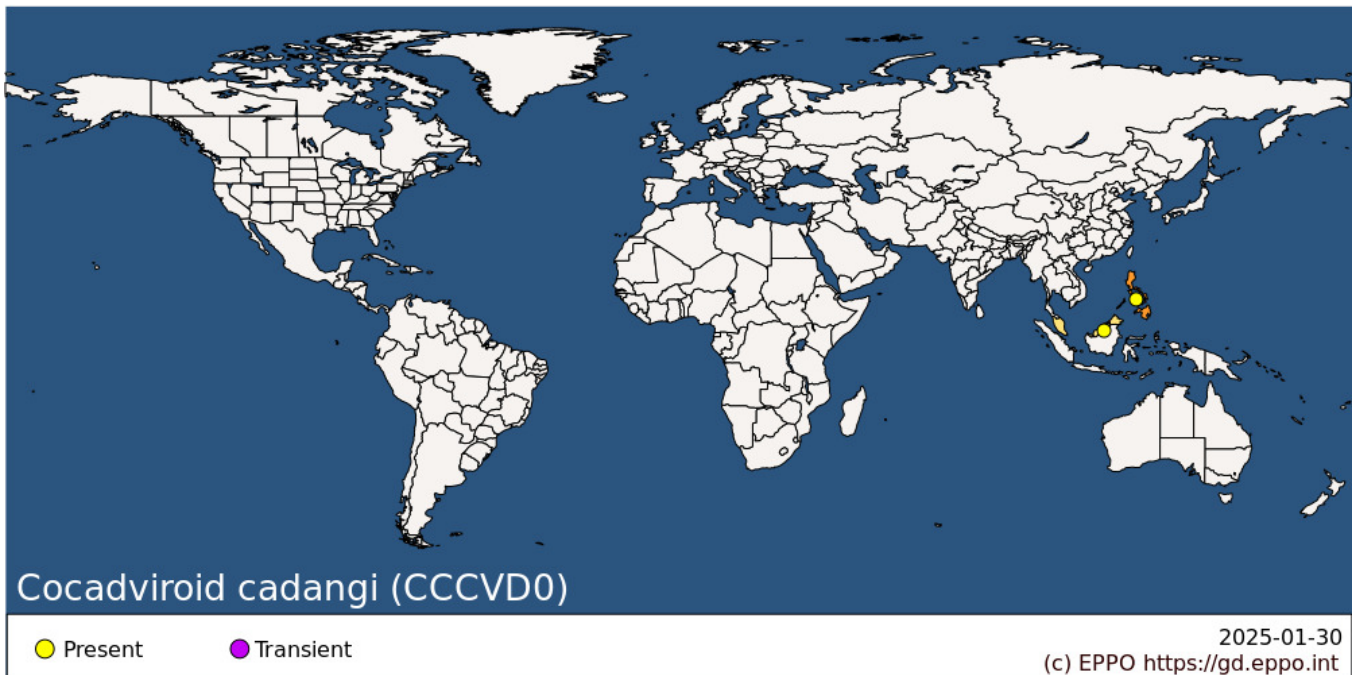 Cocadviroid cadangi (CCCVD0)
Present
Transient
2025-01-30
(c) EPPO https://gd.eppo.int